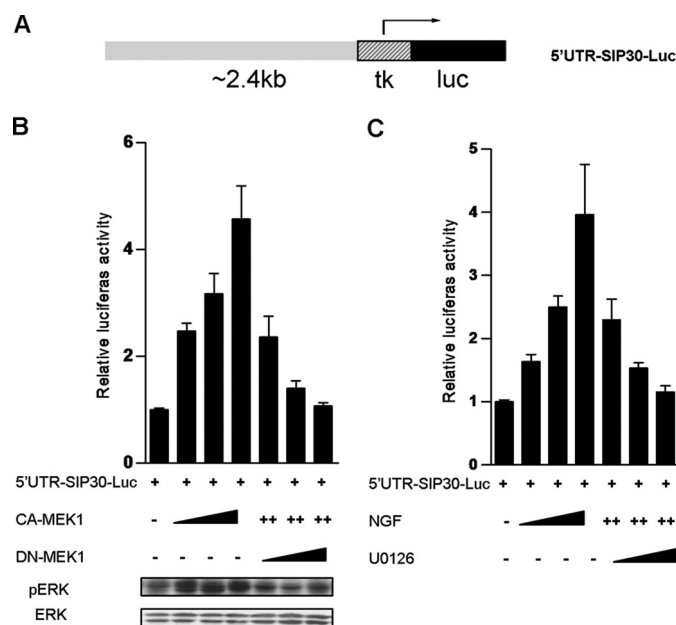 A
5'UTR-SIP30-Luc
~2.4kb tk luc
B
Relative luciferas activity
6
4
2
0
5'UTR-SIP30-Luc + + + + + + +
CA-MEK1 - ++ ++ ++
DN-MEK1 - - - -
pERK
ERK
C
Relative luciferas activity
5
4
3
2
1
0
5'UTR-SIP30-Luc + + + + + + +
NGF - ++ ++ ++
U0126 - - - -